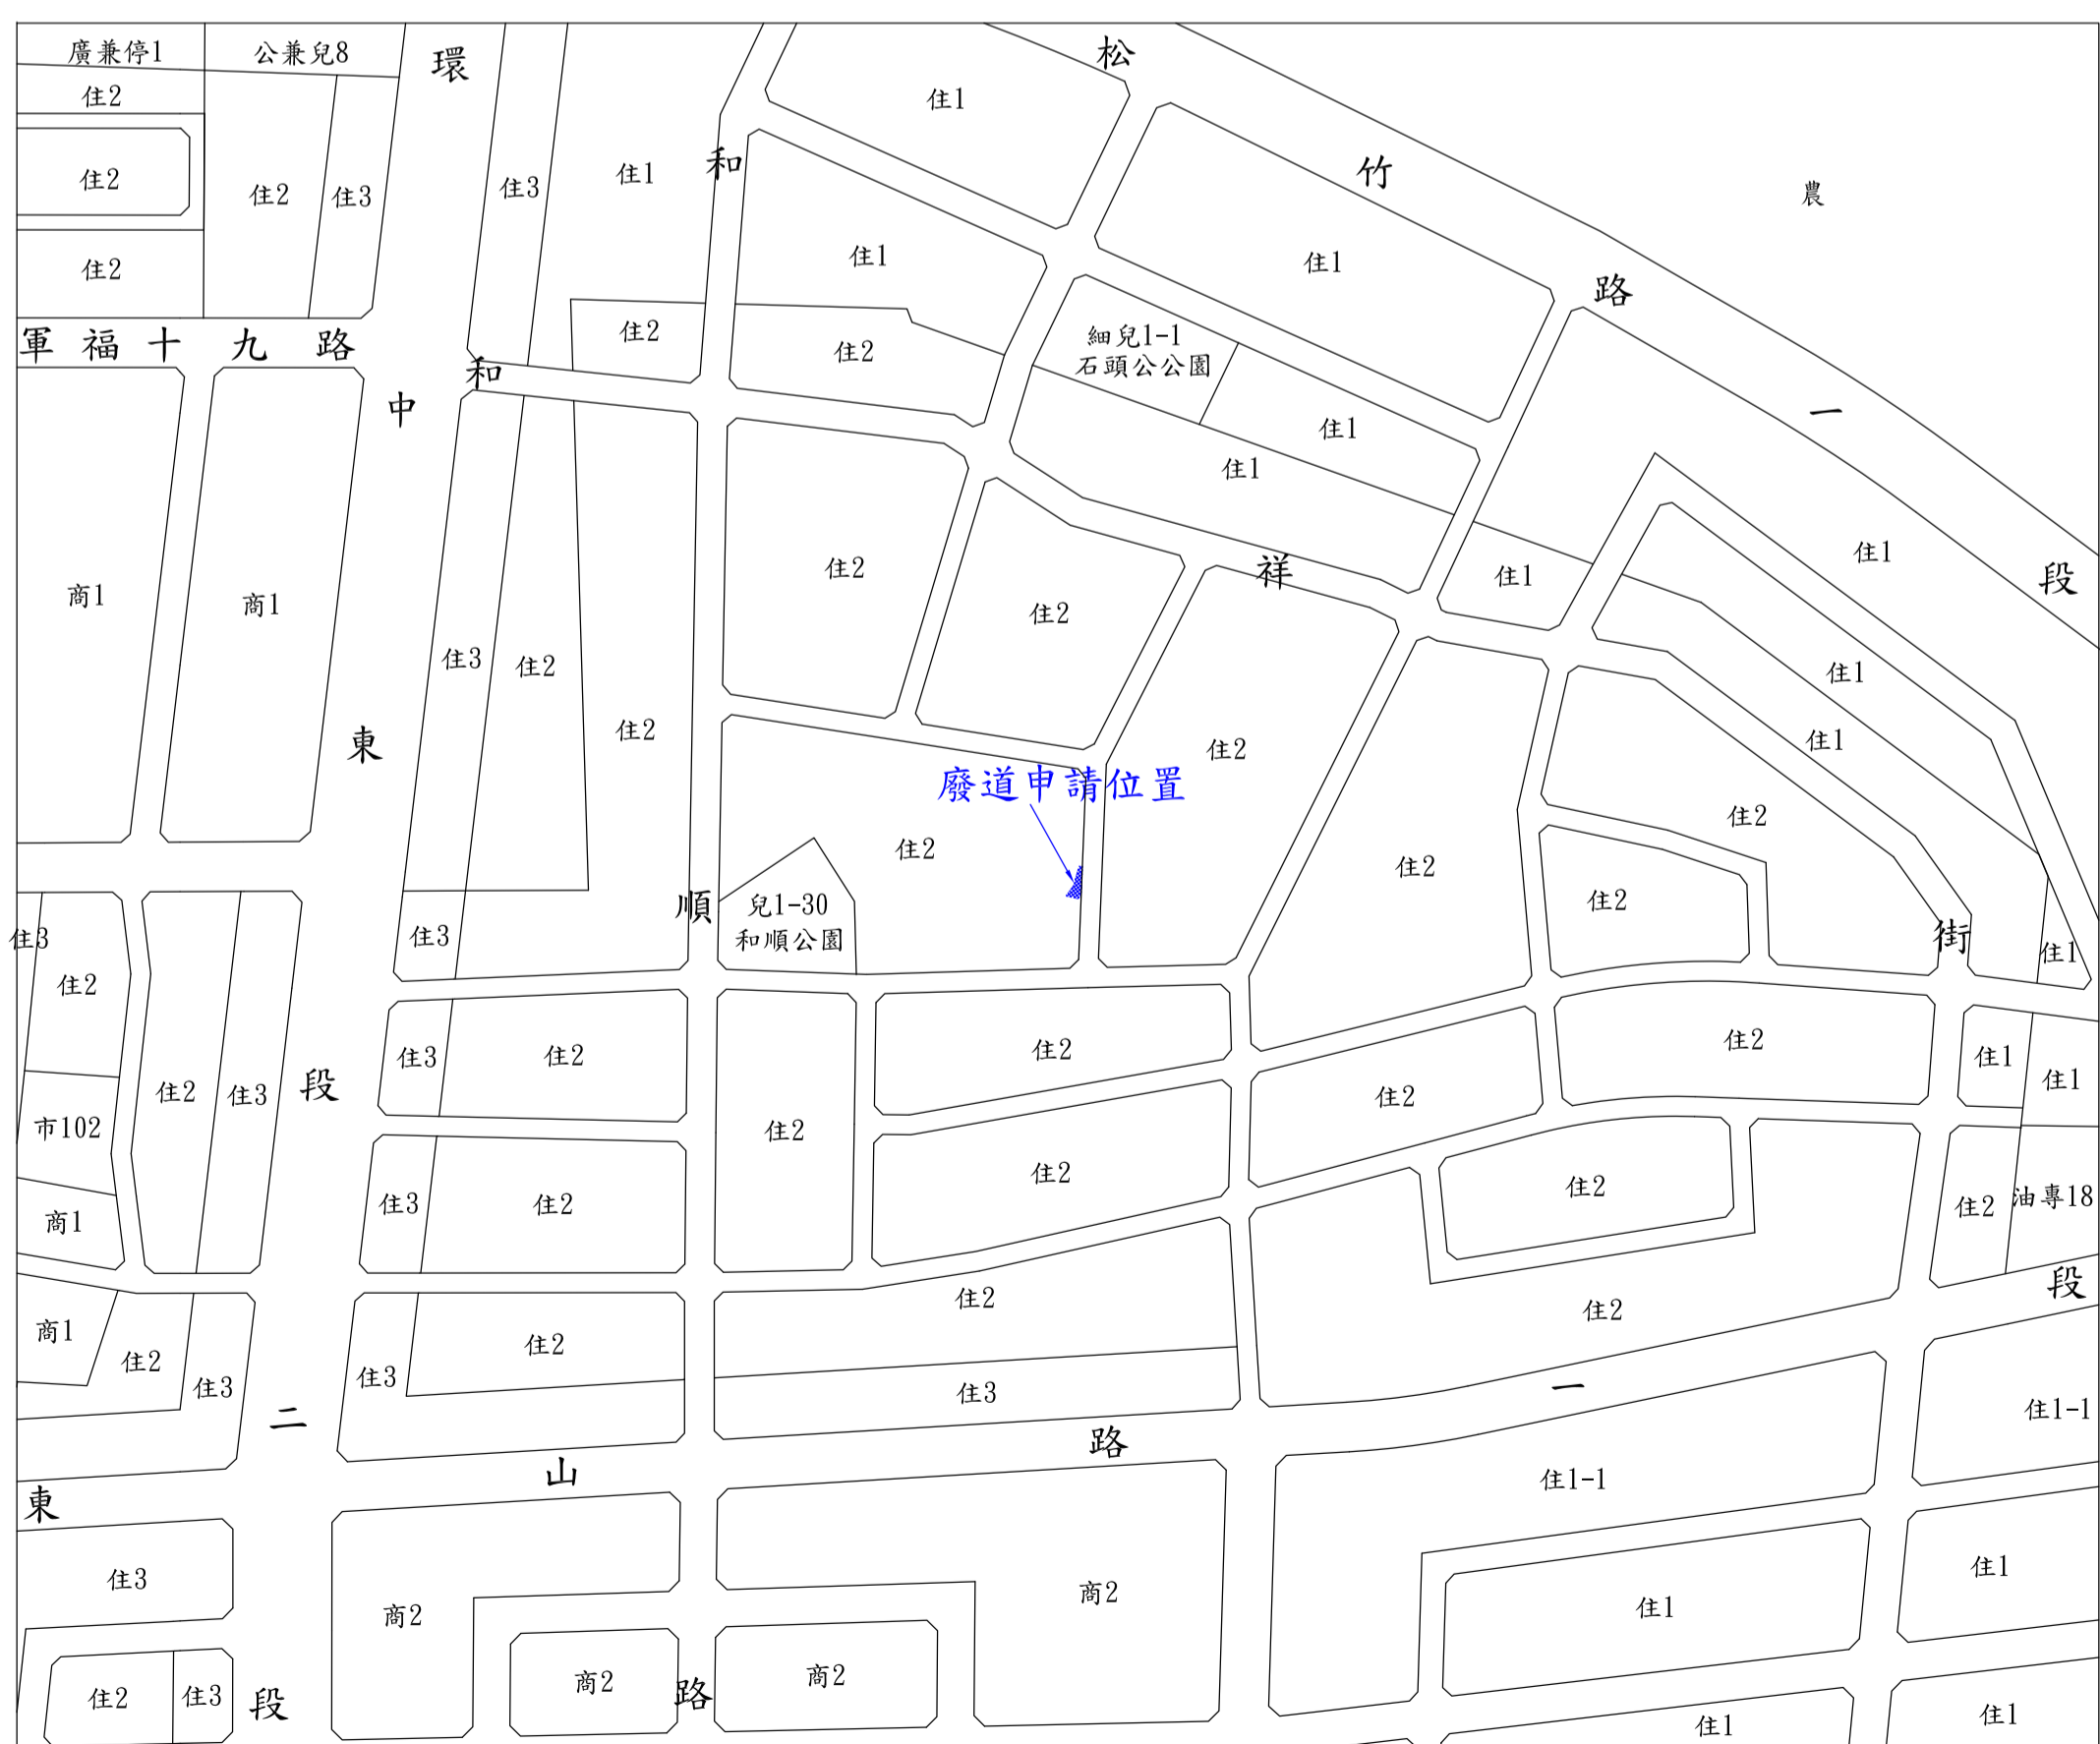 廣兼停1
公兼兒8
環
松
住2
住1
住2
住2
住3
住3
住1
和
竹
農
住2
住1
住1
路
軍福十九路
和
住2
住2
細兒1-1
石頭公公園
中
一
住1
住1
商1
商1
住2
祥
住1
住1
段
住3
住2
住2
住1
東
住2
住2
住1
廢道申請位置
住2
住2
住2
順
兒1-30
和順公園
住2
住3
住3
街
住1
住2
住3
住2
住2
住2
住1
住1
段
住2
住3
住2
市102
住2
住2
商1
住3
住2
住2
住2
油專18
段
商1
住2
住2
住2
住2
住3
住3
住3
一
二
路
住1-1
東
山
住1-1
住3
商2
商2
住1
住1
住2
住3
段
商2
路
商2
住1
住1